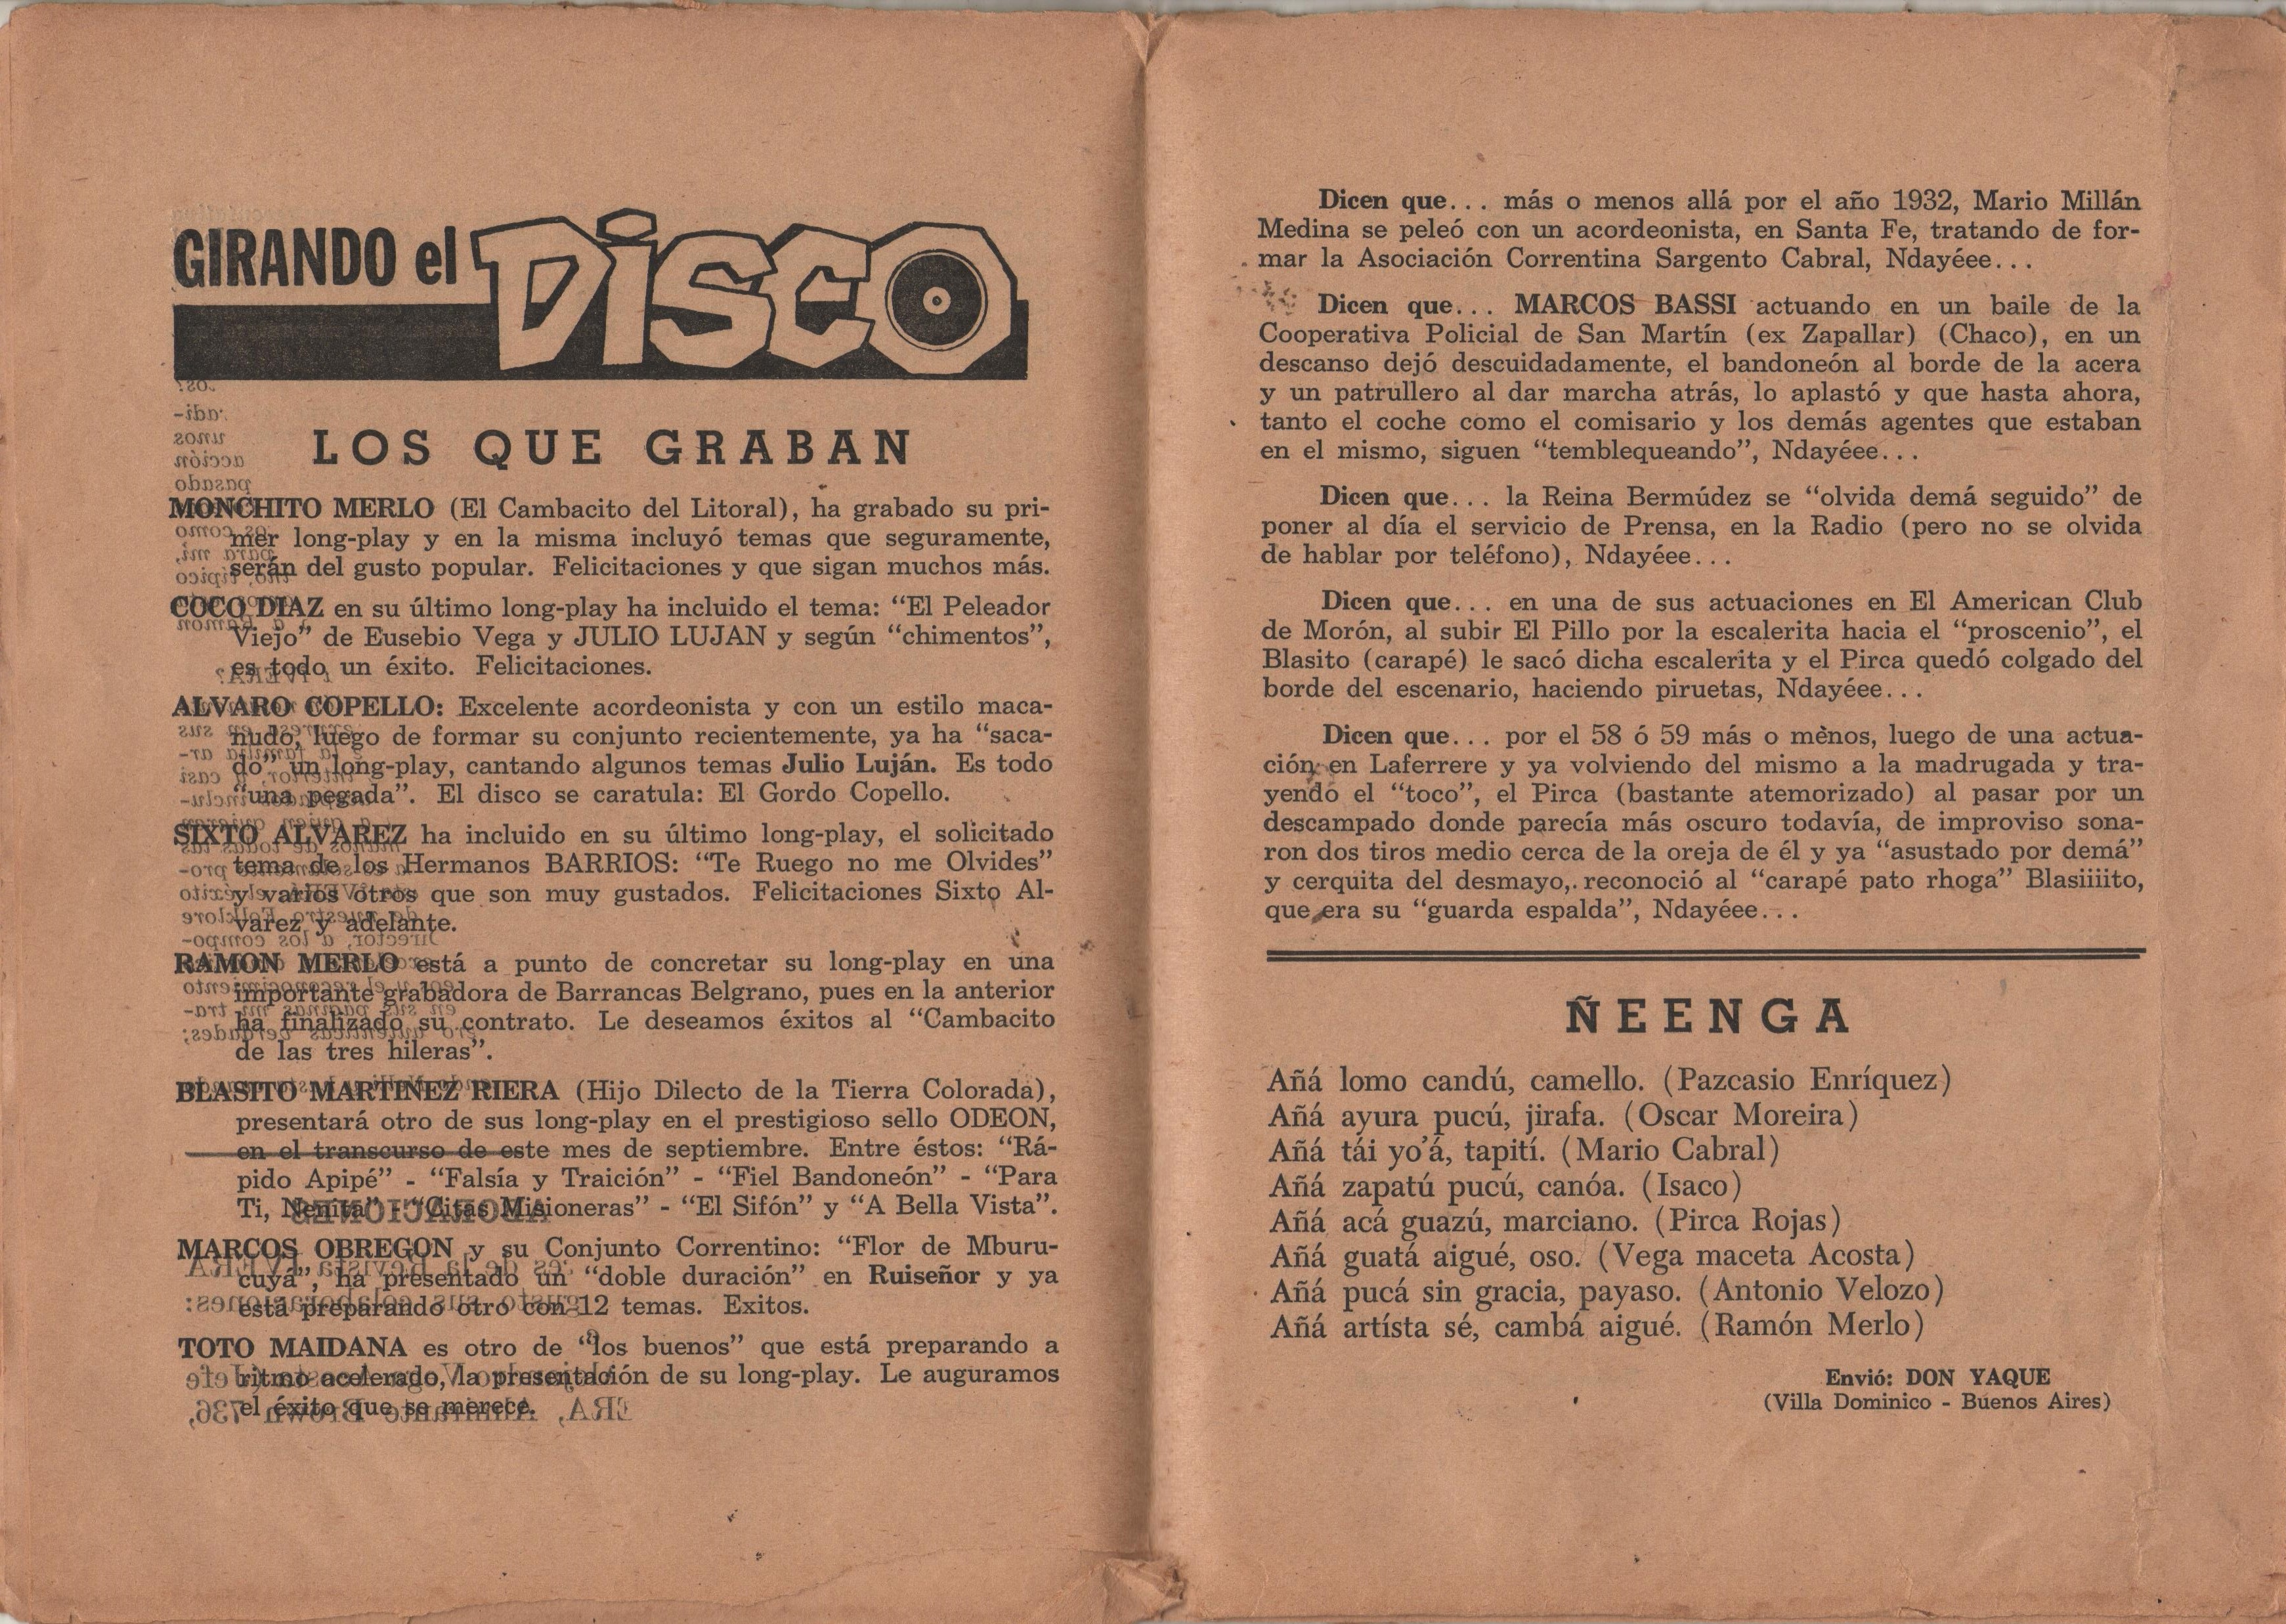 GIRANDO el DISCO
LOS QUE GRABAN
MONCHITO MERLO (El Cambacito del Litoral), ha grabado su pri-
mer long-play y en la misma incluyó temas que seguramente,
serán del gusto popular. Felicitaciones y que sigan muchos más.
COCO DIAZ en su último long-play ha incluido el tema: “El Peleador
Viejo” de Eusebio Vega y JULIO LUJAN y según “chimentos”,
es todo un éxito. Felicitaciones.
ALVARO COPELLO: Excelente acordeonista y con un estilo maca-
nudo, luego de formar su conjunto recientemente, ya ha “saca-
do” un long-play, cantando algunos temas Julio Luján. Es todo
“una pegada”. El disco se caratula: El Gordo Copello.
SIXTO ALVAREZ ha incluido en su último long-play, el solicitado
tema de los Hermanos BARRIOS: “Te Ruego no me Olvides”
y varios otros que son muy gustados. Felicitaciones Sixto Al-
varez y adelante.
RAMON MERLO está a punto de concretar su long-play en una
importante grabadora de Barrancas Belgrano, pues en la anterior
ha finalizado su contrato. Le deseamos éxitos al “Cambacito
de las tres hileras”.
BLASITO MARTINEZ RIERA (Hijo Dilecto de la Tierra Colorada),
presentará otro de sus long-play en el prestigioso sello ODEON,
en el transcurso de este mes de septiembre. Entre éstos: “Rá-
pido Apipé” - “Falsía y Traición” - “Fiel Bandoneón” - “Para
Ti, Nenita” - “Citas Misioneras” - “El Sifón” y “A Bella Vista”.
MARCOS OBREGON y su Conjunto Correntino: “Flor de Mburu-
cuyá”, ha presentado un “doble duración” en Ruiseñor y ya
está preparando otro con 12 temas. Exitos.
TOTO MAIDANA es otro de “los buenos” que está preparando a
ritmo acelerado, la presentación de su long-play. Le auguramos
el éxito que se merece.
Dicen que... más o menos allá por el año 1932, Mario Millán
Medina se peleó con un acordeonista, en Santa Fe, tratando de for-
mar la Asociación Correntina Sargento Cabral, Ndayéee...
Dicen que... MARCOS BASSI actuando en un baile de la
Cooperativa Policial de San Martín (ex Zapallar) (Chaco), en un
descanso dejó descuidadamente, el bandoneón al borde de la acera
y un patrullero al dar marcha atrás, lo aplastó y que hasta ahora,
tanto el coche como el comisario y los demás agentes que estaban
en el mismo, siguen “temblequeando”, Ndayéee...
Dicen que... la Reina Bermúdez se “olvida demá seguido” de
poner al día el servicio de Prensa, en la Radio (pero no se olvida
de hablar por teléfono), Ndayéee...
Dicen que... en una de sus actuaciones en El American Club
de Morón, al subir El Pillo por la escalerita hacia el “proscenio”, el
Blasito (carapé) le sacó dicha escalerita y el Pirca quedó colgado del
borde del escenario, haciendo piruetas, Ndayéee...
Dicen que... por el 58 ó 59 más o mènos, luego de una actua-
ción en Laferrere y ya volviendo del mismo a la madrugada y tra-
yendo el “toco”, el Pirca (bastante atemorizado) al pasar por un
descampado donde parecía más oscuro todavía, de improviso sona-
ron dos tiros medio cerca de la oreja de él y ya “asustado por demá”
y cerquita del desmayo, reconoció al “carapé pato rhoga” Blasiiiito,
que era su “guarda espalda”, Ndayéee...
ÑEENGA
Añá lomo candú, camello. (Pazcasio Enríquez)
Añá ayura pucú, jirafa. (Oscar Moreira)
Añá tái yo’á, tapití. (Mario Cabral)
Añá zapatú pucú, canóa. (Isaco)
Añá acá guazú, marciano. (Pirca Rojas)
Añá guatá aigué, oso. (Vega maceta Acosta)
Añá pucá sin gracia, payaso. (Antonio Velozo)
Añá artísta sé, cambá aigué. (Ramón Merlo)
Envió: DON YAQUE
(Villa Dominico - Buenos Aires)